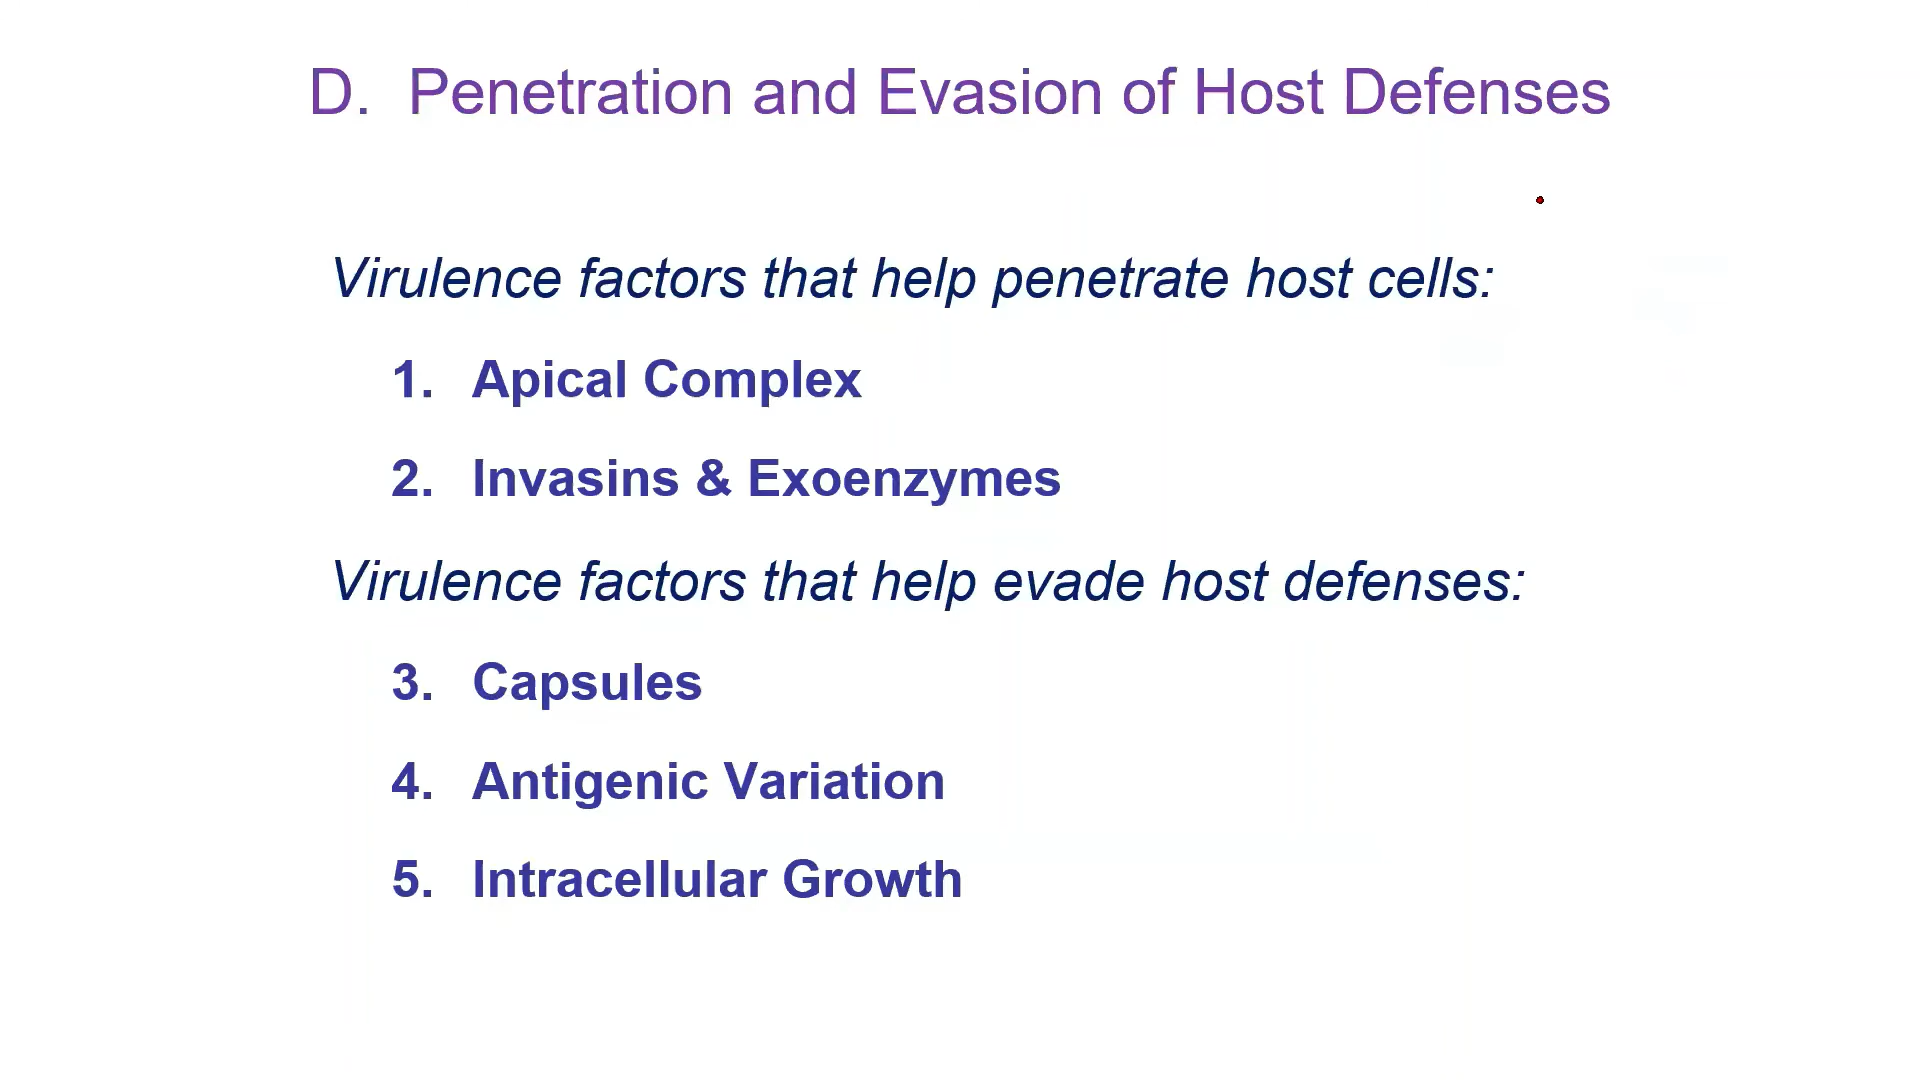 D. Penetration and Evasion of Host Defenses
Virulence factors that help penetrate host cells:
1. Apical Complex
2. Invasins & Exoenzymes
Virulence factors that help evade host defenses:
3. Capsules
4. Antigenic Variation
5. Intracellular Growth